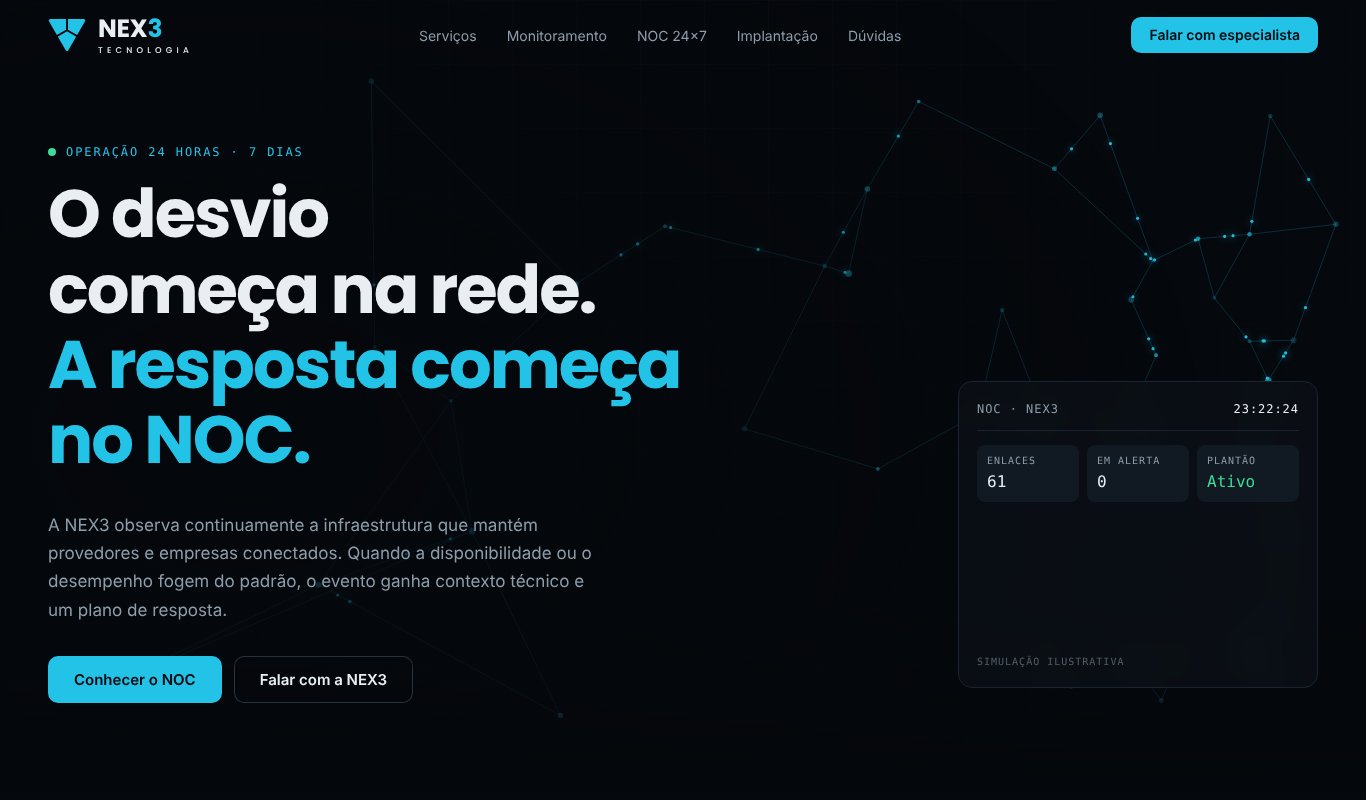 NEX3
TECNOLOGIA
Serviços
Monitoramento
NOC 24×7
Implantação
Dúvidas
Falar com especialista
OPERAÇÃO 24 HORAS · 7 DIAS
O desvio
começa na rede.
A resposta começa
no NOC.
A NEX3 observa continuamente a infraestrutura que mantém
provedores e empresas conectados. Quando a disponibilidade ou o
desempenho fogem do padrão, o evento ganha contexto técnico e
um plano de resposta.
Conhecer o NOC
Falar com a NEX3
NOC · NEX3
23:22:24
ENLACES
61
EM ALERTA
0
PLANTÃO
Ativo
SIMULAÇÃO ILUSTRATIVA